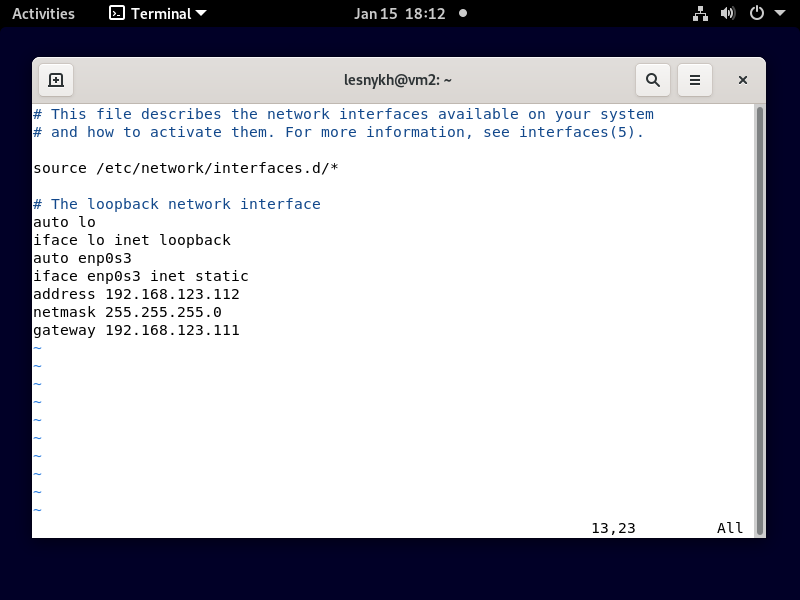 Activities Terminal Jan 15 18:12
lesnykh@vm2: ~
# This file describes the network interfaces available on your system
# and how to activate them. For more information, see interfaces(5).
source /etc/network/interfaces.d/*
# The loopback network interface
auto lo
iface lo inet loopback
auto enp0s3
iface enp0s3 inet static
address 192.168.123.112
netmask 255.255.255.0
gateway 192.168.123.111
~
~
~
~
~
~
~
~
~
~
13,23 All